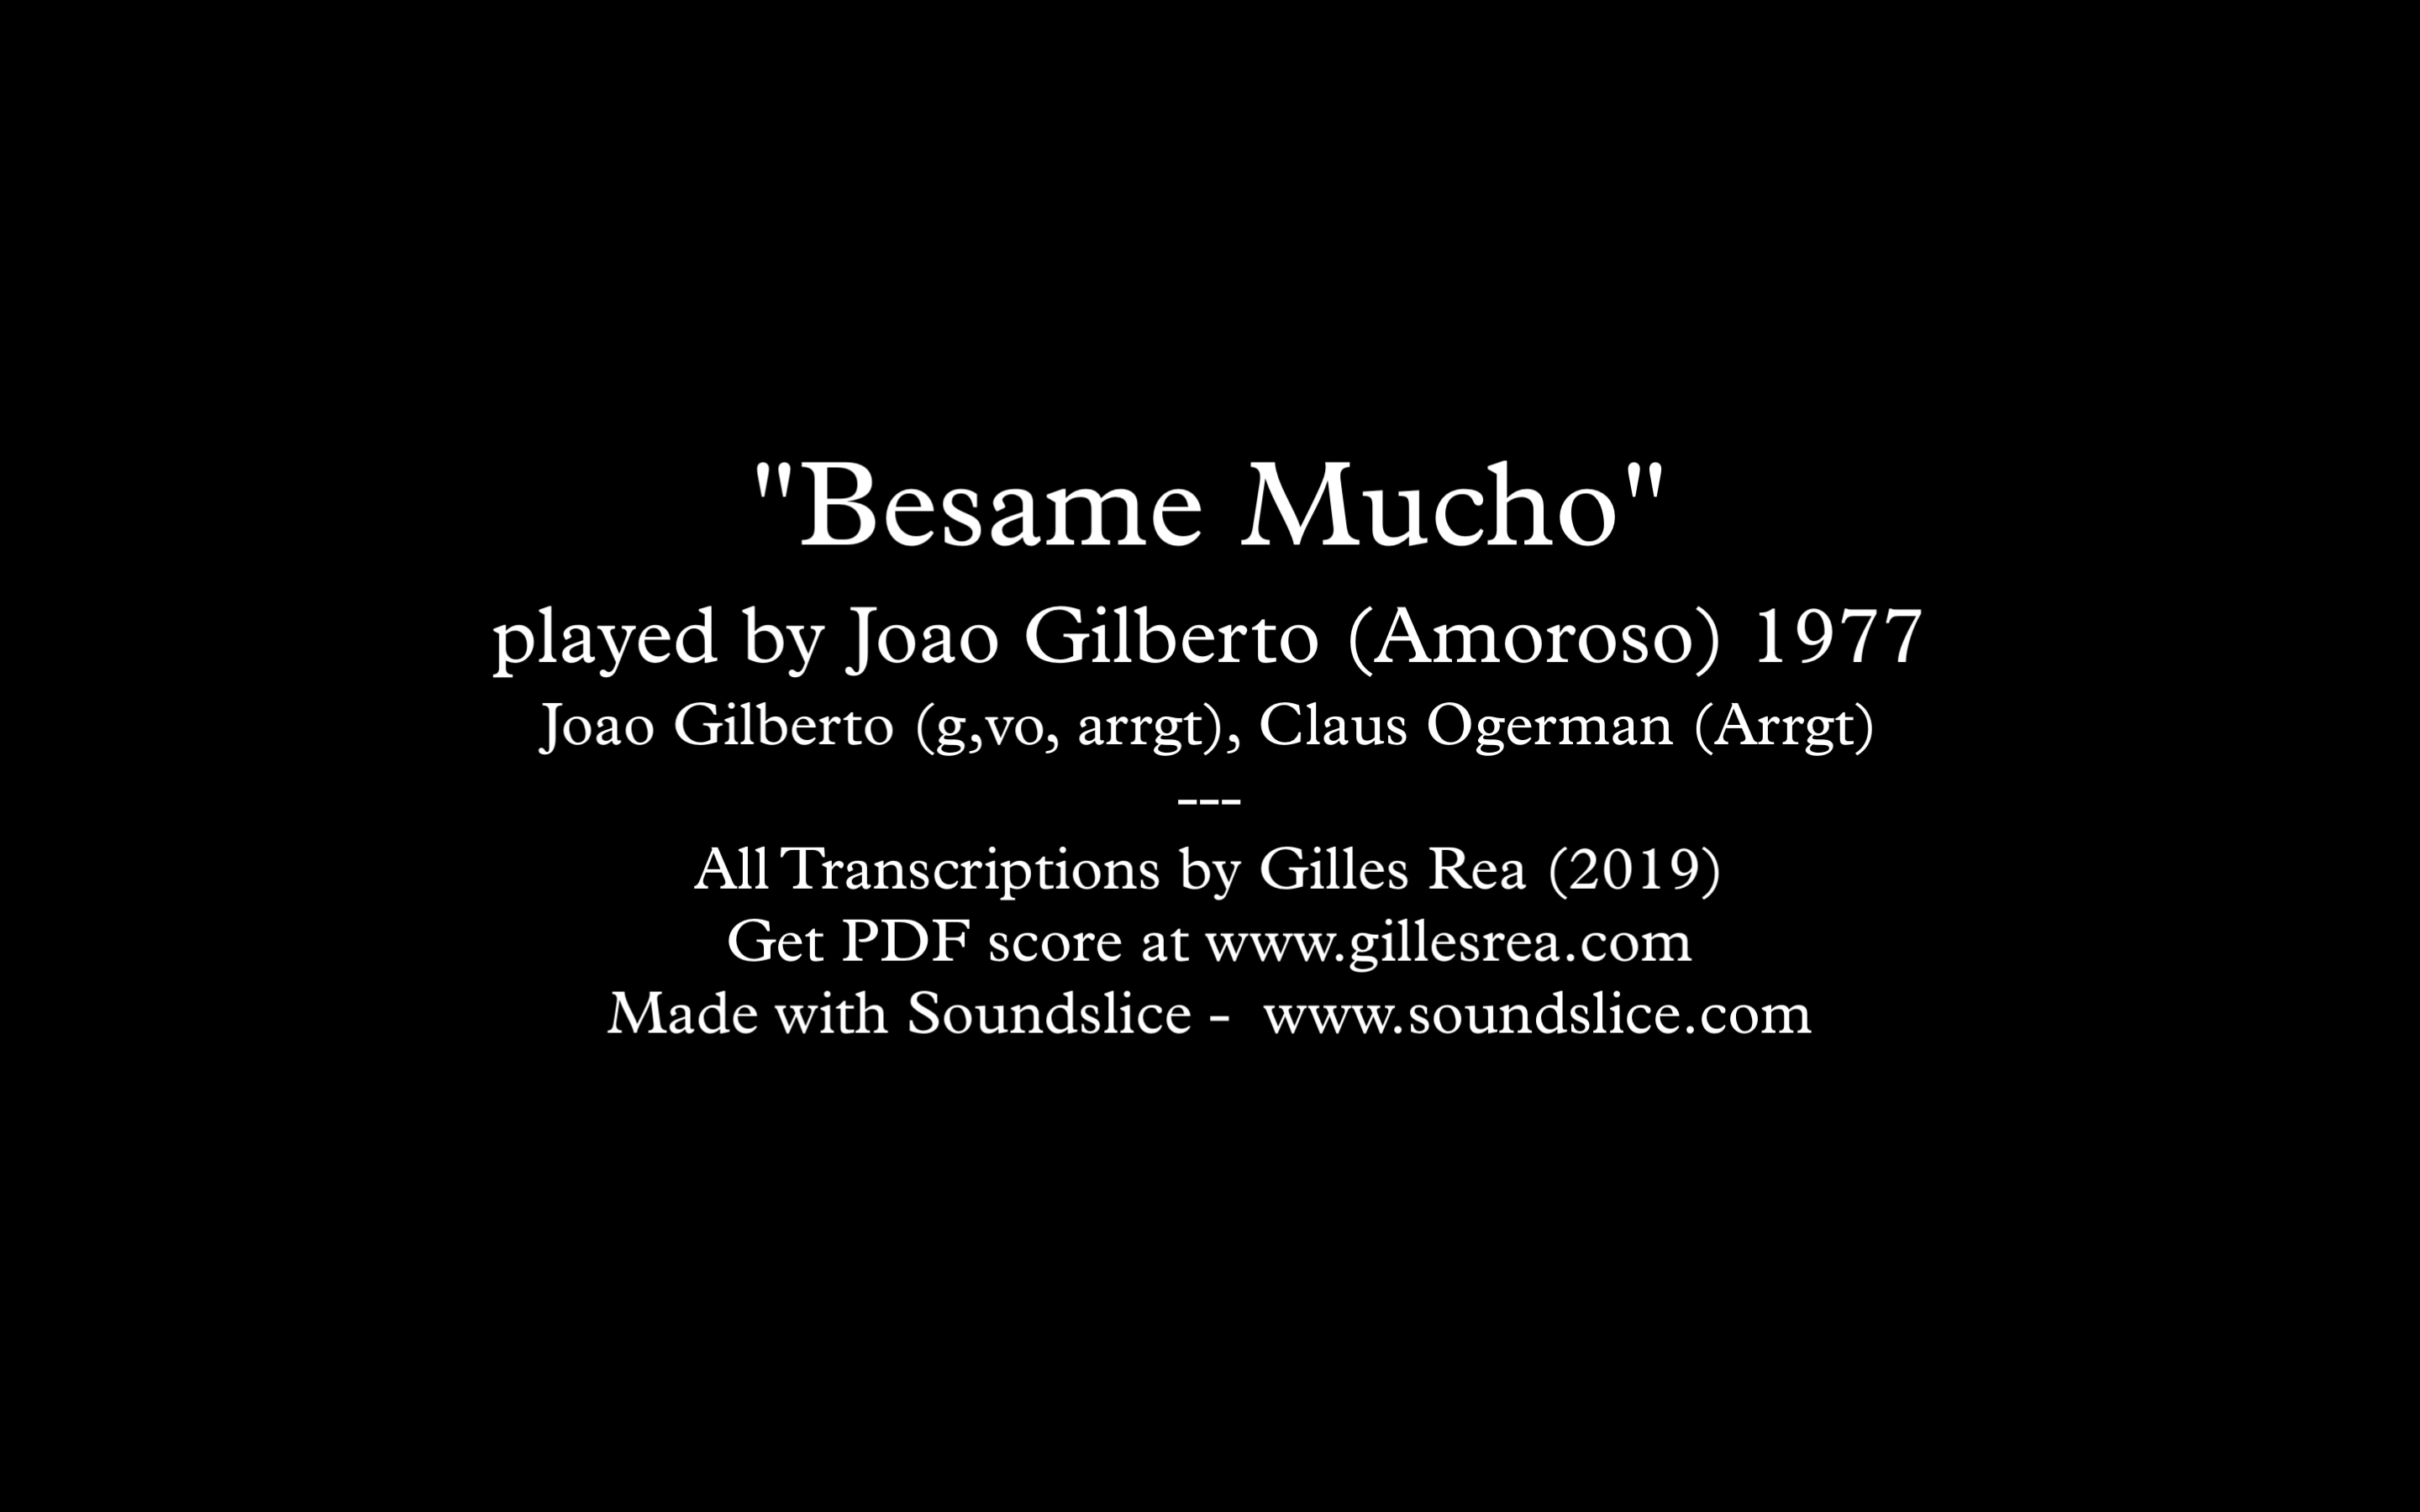 "Besame Mucho"
played by Joao Gilberto (Amoroso) 1977
Joao Gilberto (g,vo, arrgt), Claus Ogerman (Arrgt)
---
All Transcriptions by Gilles Rea (2019)
Get PDF score at www.gillesrea.com
Made with Soundslice -  www.soundslice.com